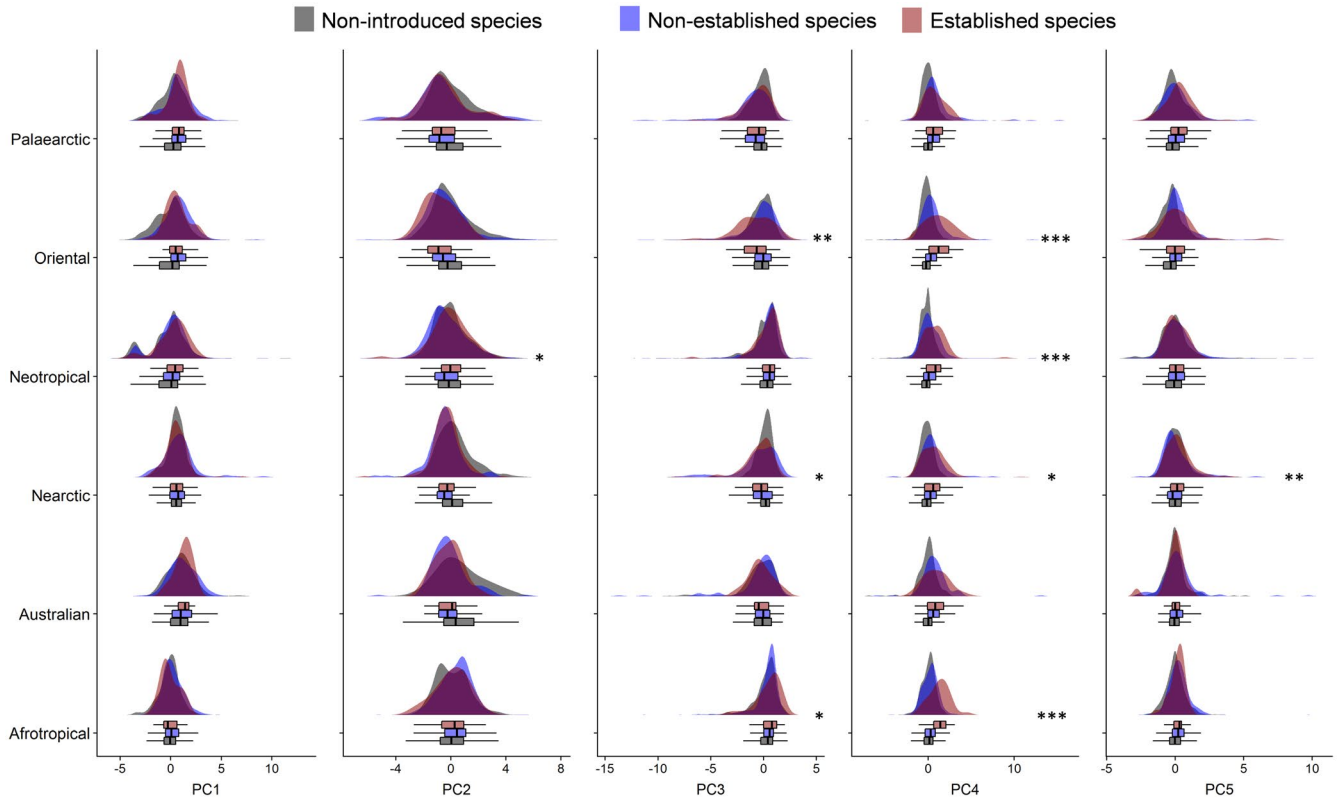 Non-introduced species Non-established species Established species
Palaearctic
Oriental ** ***
Neotropical * ***
Nearctic * * **
Australian
Afrotropical * ***
-5 0 5 10 -4 0 4 8 -15 -10 -5 0 5 0 10 -5 0 5 10
PC1 PC2 PC3 PC4 PC5